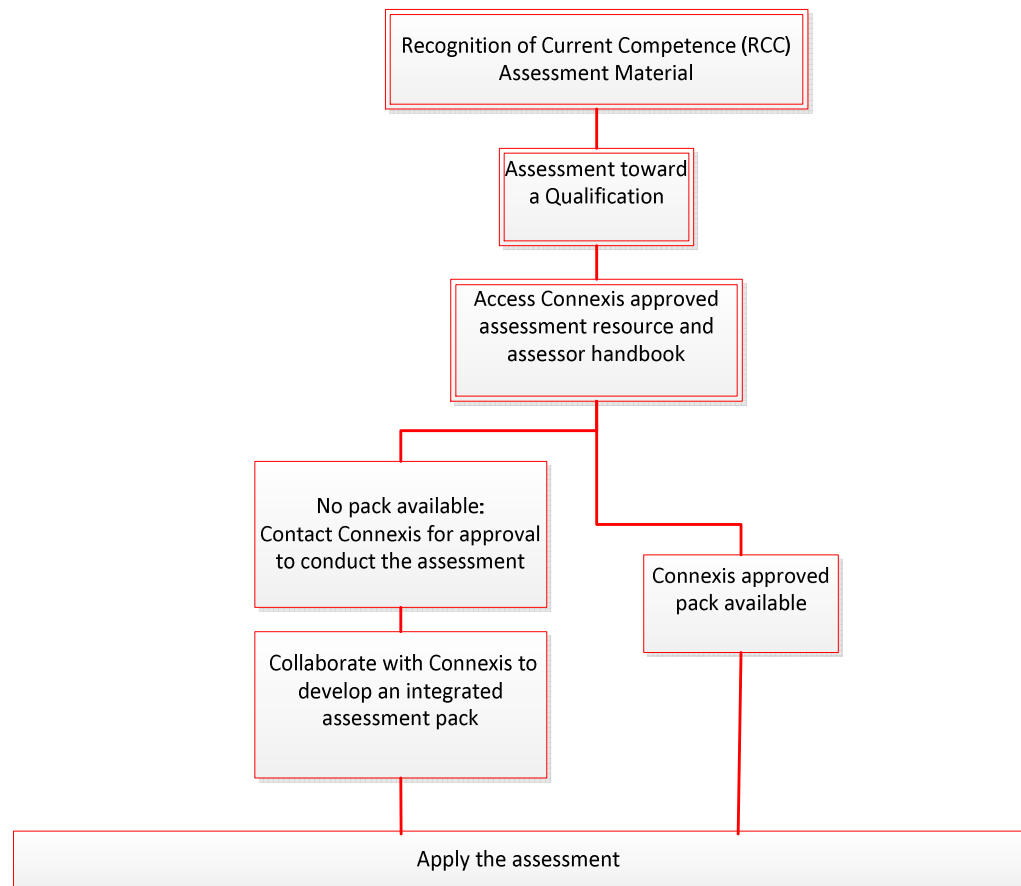 Recognition of Current Competence (RCC)
Assessment Material
Assessment toward
a Qualification
Access Connexis approved
assessment resource and
assessor handbook
No pack available:
Contact Connexis for approval
to conduct the assessment
Connexis approved
pack available
Collaborate with Connexis to
develop an integrated
assessment pack
Apply the assessment